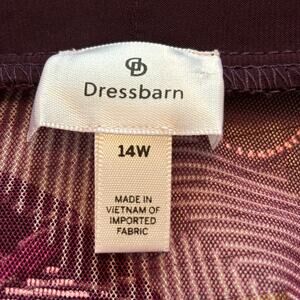 Dressbarn
14W
MADE IN
VIETNAM OF
IMPORTED
FABRIC